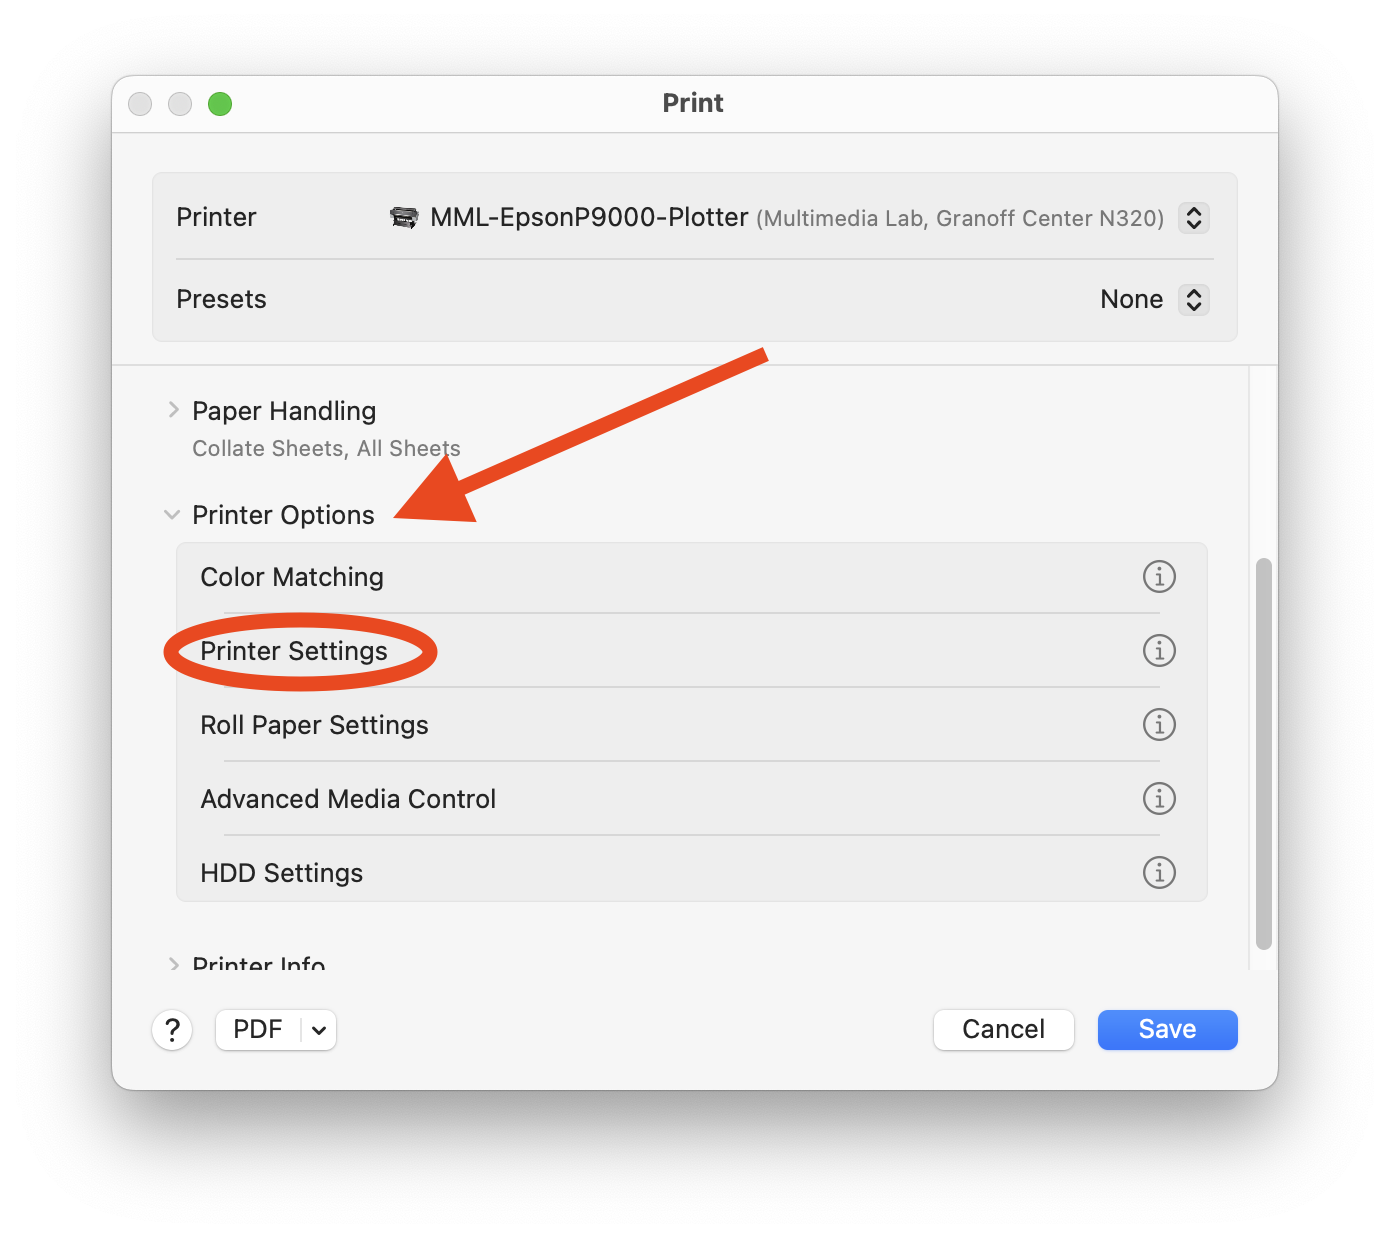 Print
Printer MML-EpsonP9000-Plotter (Multimedia Lab, Granoff Center N320)
Presets None
Paper Handling
Collate Sheets, All Sheets
Printer Options
Color Matching
Printer Settings
Roll Paper Settings
Advanced Media Control
HDD Settings
Printer Info
? PDF Cancel Save